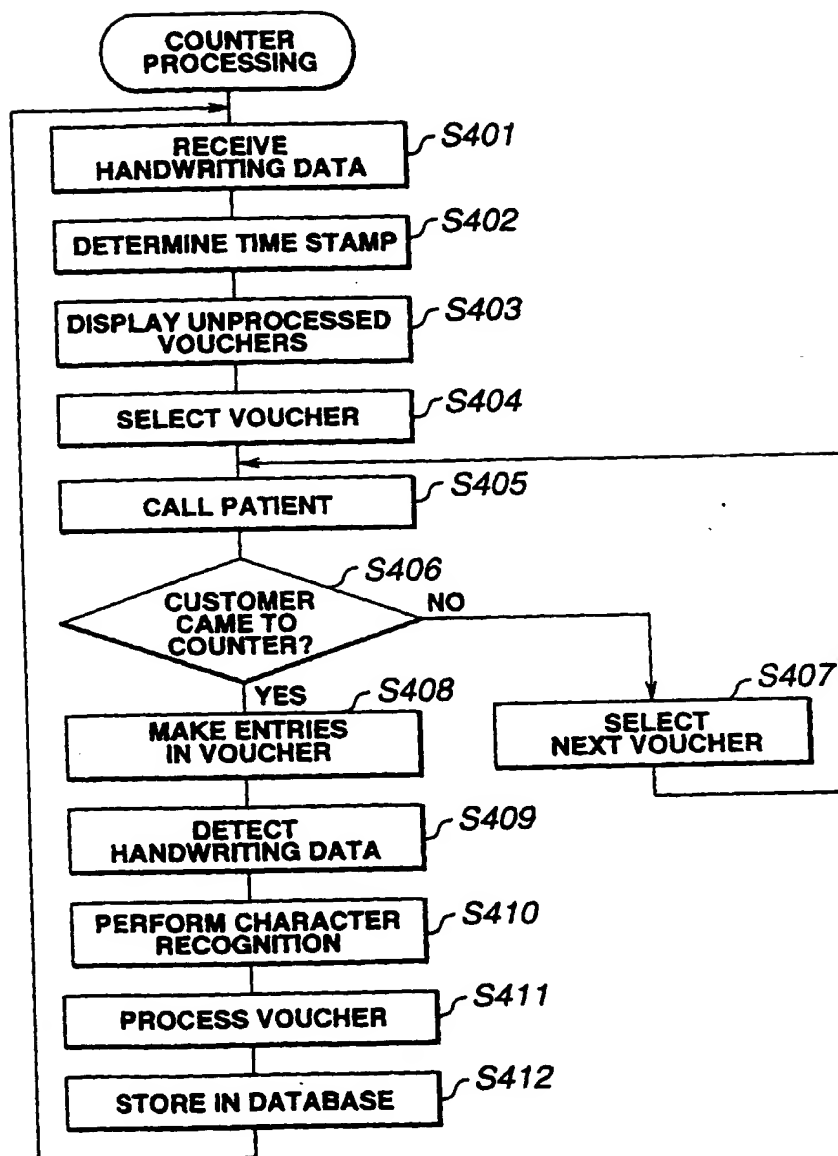 COUNTER
PROCESSING
RECEIVE
HANDWRITING DATA
S401
DETERMINE TIME STAMP
S402
DISPLAY UNPROCESSED
VOUCHERS
S403
SELECT VOUCHER
S404
CALL PATIENT
S405
CUSTOMER
CAME TO
COUNTER?
S406
NO
YES
SELECT
NEXT VOUCHER
S407
MAKE ENTRIES
IN VOUCHER
S408
DETECT
HANDWRITING DATA
S409
PERFORM CHARACTER
RECOGNITION
S410
PROCESS VOUCHER
S411
STORE IN DATABASE
S412